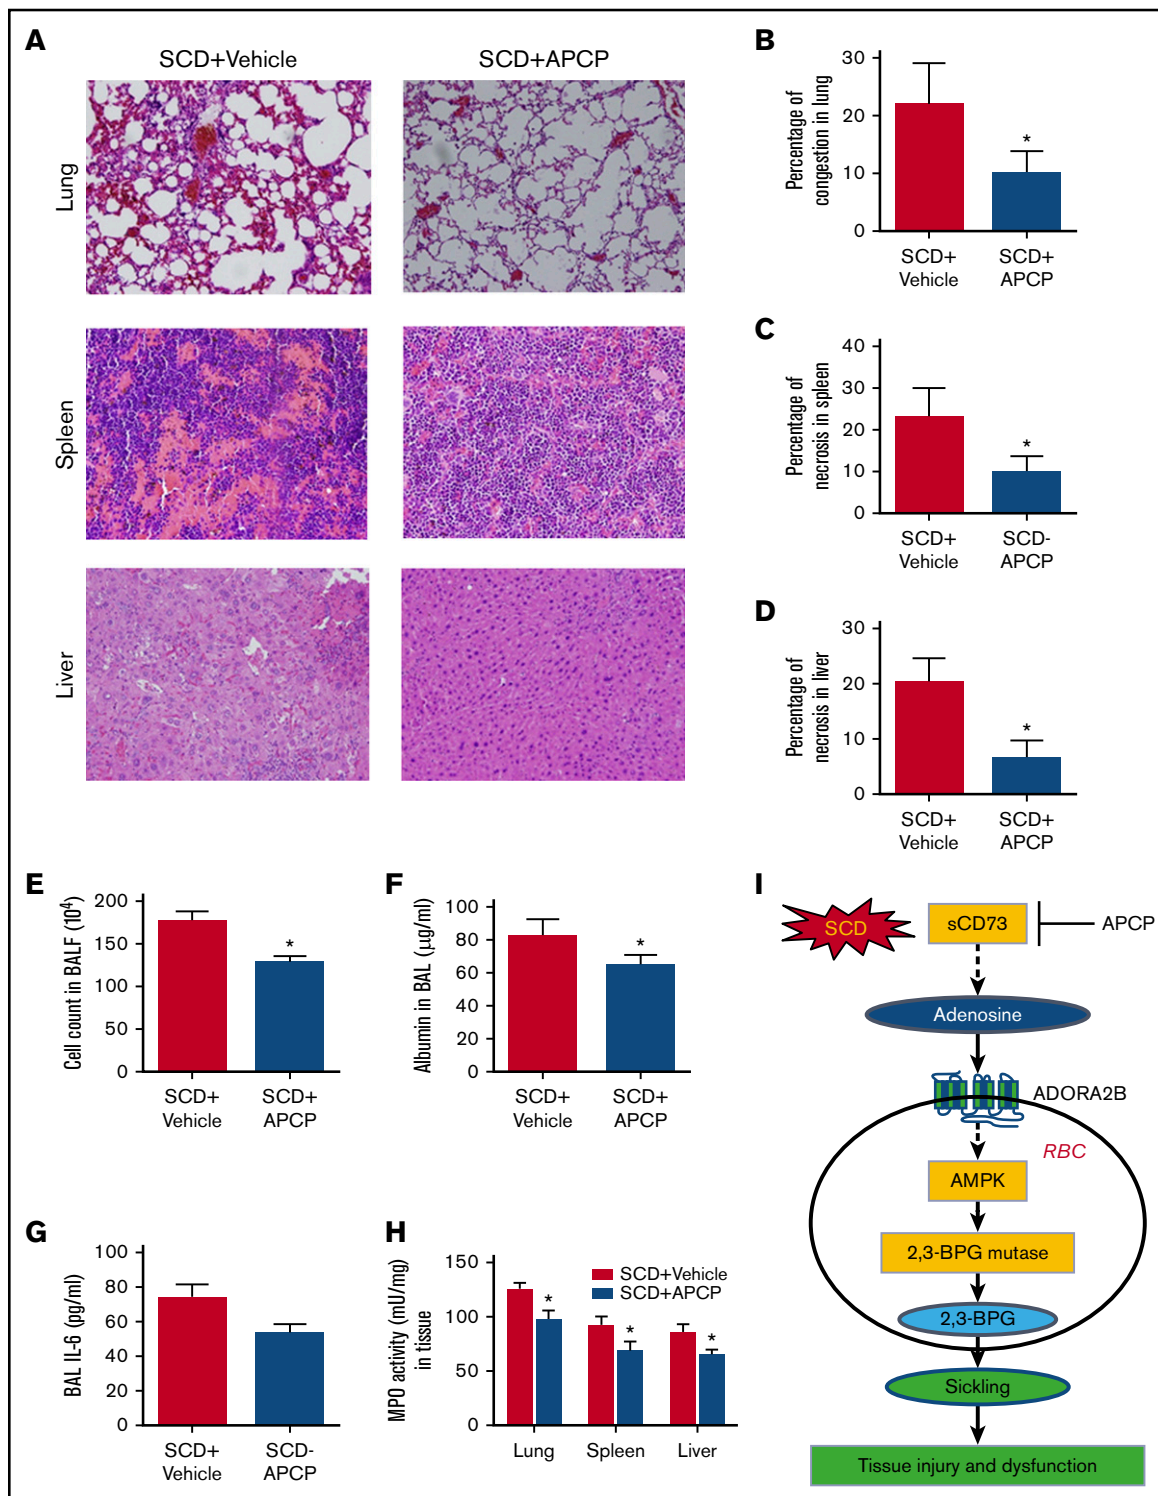 A
SCD+Vehicle
SCD+APCP
Lung
Spleen
Liver
B
Percentage of
congestion in lung
30
20
10
0
*
SCD+
Vehicle
SCD+
APCP
C
Percentage of
necrosis in spleen
40
30
20
10
0
*
SCD+
Vehicle
SCD-
APCP
D
Percentage of
necrosis in liver
30
20
10
0
*
SCD+
Vehicle
SCD+
APCP
E
Cell count in BALF (10⁴)
200
150
100
50
0
*
SCD+
Vehicle
SCD+
APCP
F
Albumin in BAL (µg/ml)
100
80
60
40
20
0
*
SCD+
Vehicle
SCD+
APCP
G
BAL IL-6 (pg/ml)
100
80
60
40
20
0
SCD+
Vehicle
SCD-
APCP
H
MPO activity (mU/mg)
in tissue
150
100
50
0
SCD+Vehicle
SCD+APCP
*
*
*
Lung
Spleen
Liver
I
SCD
sCD73
APCP
Adenosine
ADORA2B
RBC
AMPK
2,3-BPG mutase
2,3-BPG
Sickling
Tissue injury and dysfunction